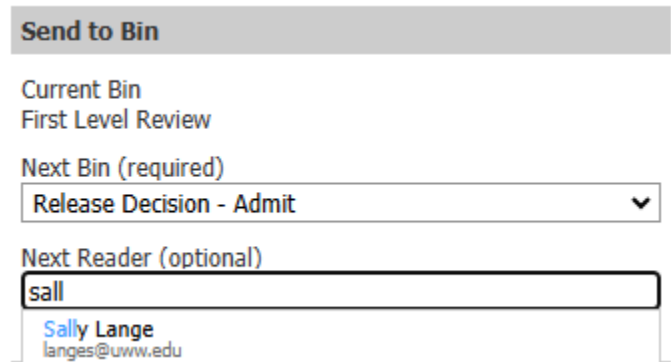 Send to Bin
Current Bin
First Level Review
Next Bin (required)
Release Decision - Admit
Next Reader (optional)
sall
Sally Lange
langes@uww.edu